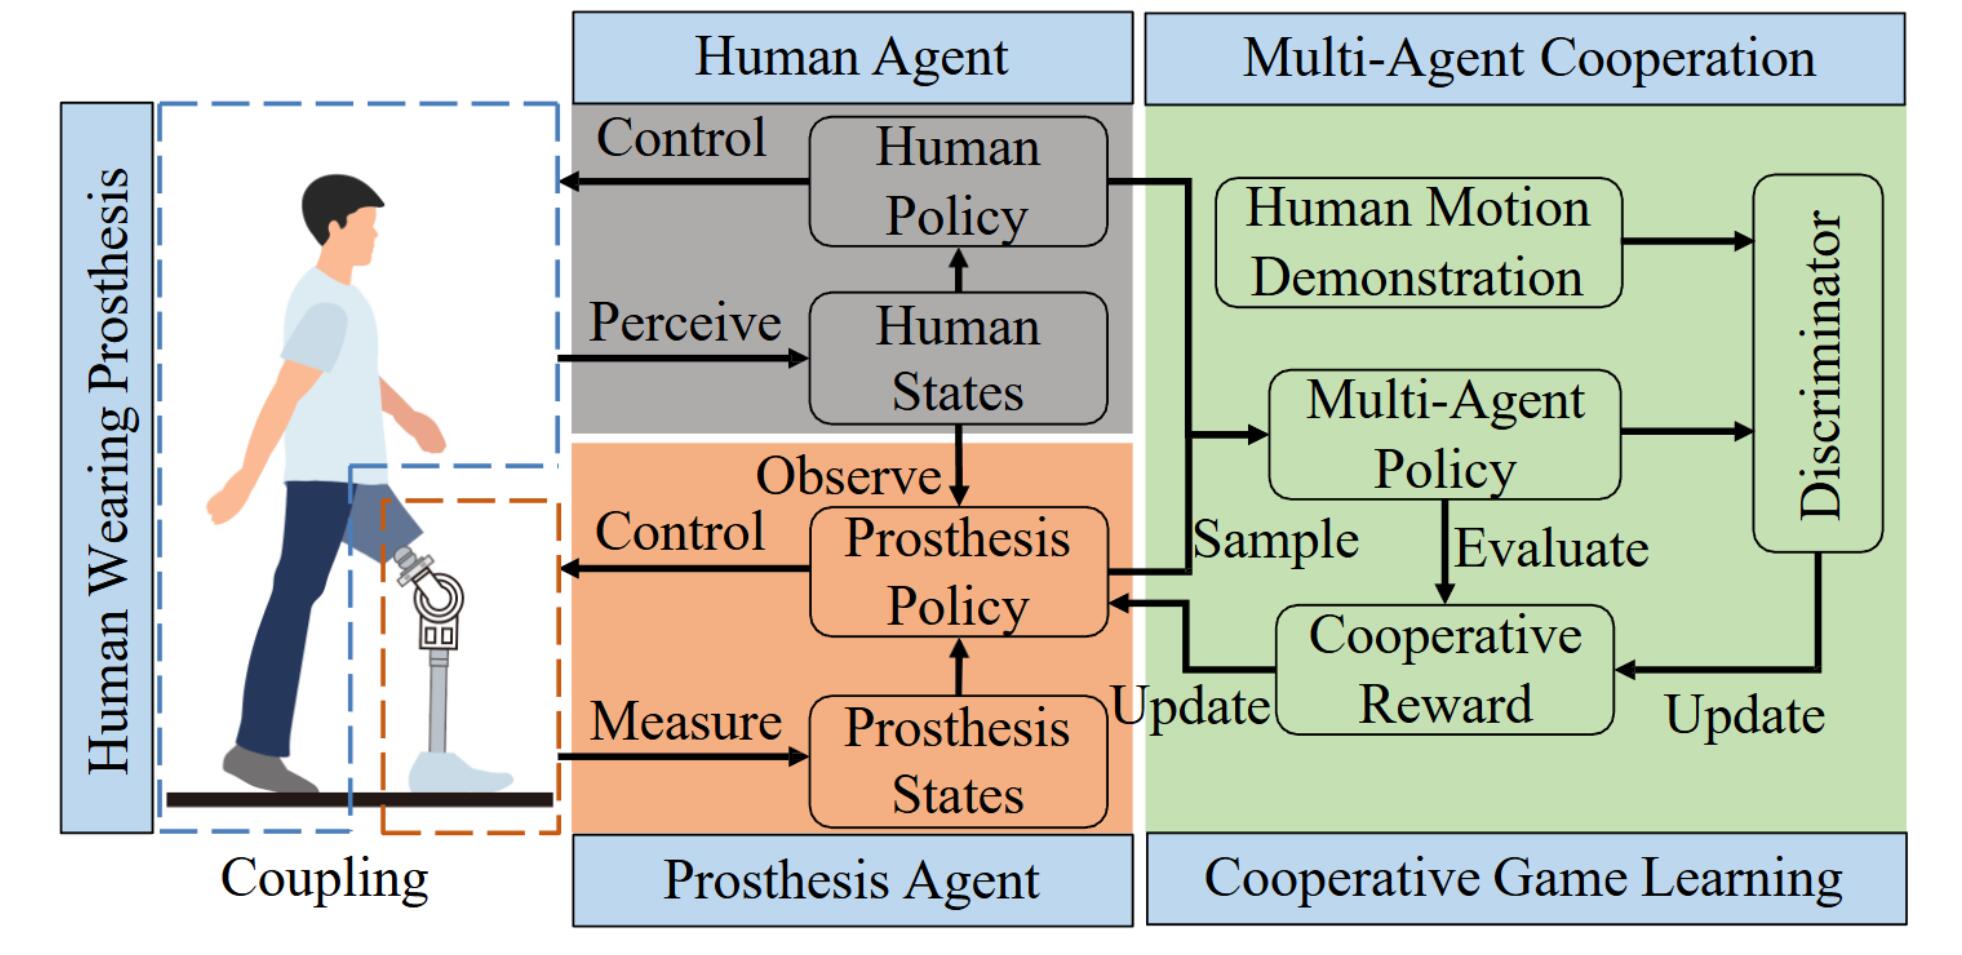 Human Wearing Prosthesis
Coupling
Human Agent
Control
Human
Policy
Perceive
Human
States
Observe
Control
Prosthesis
Policy
Measure
Prosthesis
States
Prosthesis Agent
Multi-Agent Cooperation
Human Motion
Demonstration
Discriminator
Multi-Agent
Policy
Sample
Evaluate
Cooperative
Reward
Update
Update
Cooperative Game Learning